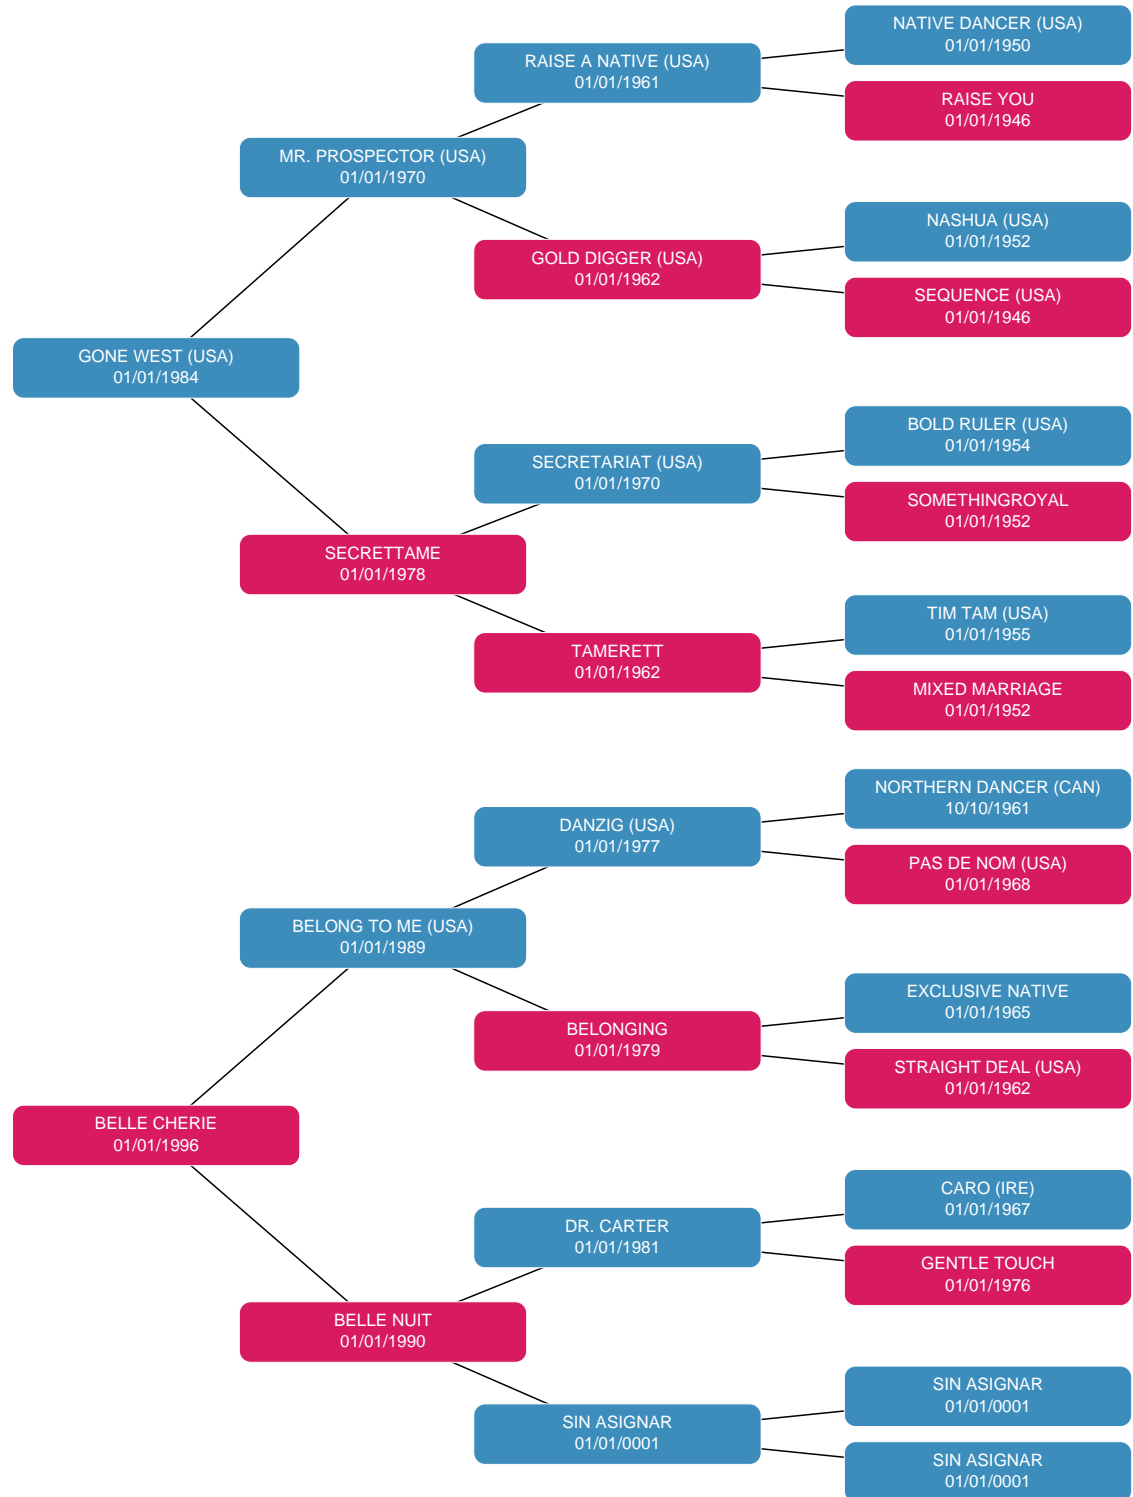 NATIVE DANCER (USA)
01/01/1950
RAISE A NATIVE (USA)
01/01/1961
RAISE YOU
01/01/1946
MR. PROSPECTOR (USA)
01/01/1970
NASHUA (USA)
01/01/1952
GOLD DIGGER (USA)
01/01/1962
SEQUENCE (USA)
01/01/1946
GONE WEST (USA)
01/01/1984
BOLD RULER (USA)
01/01/1954
SECRETARIAT (USA)
01/01/1970
SOMETHINGROYAL
01/01/1952
SECRETTAME
01/01/1978
TIM TAM (USA)
01/01/1955
TAMERETT
01/01/1962
MIXED MARRIAGE
01/01/1952
NORTHERN DANCER (CAN)
10/10/1961
DANZIG (USA)
01/01/1977
PAS DE NOM (USA)
01/01/1968
BELONG TO ME (USA)
01/01/1989
EXCLUSIVE NATIVE
01/01/1965
BELONGING
01/01/1979
STRAIGHT DEAL (USA)
01/01/1962
BELLE CHERIE
01/01/1996
CARO (IRE)
01/01/1967
DR. CARTER
01/01/1981
GENTLE TOUCH
01/01/1976
BELLE NUIT
01/01/1990
SIN ASIGNAR
01/01/0001
SIN ASIGNAR
01/01/0001
SIN ASIGNAR
01/01/0001